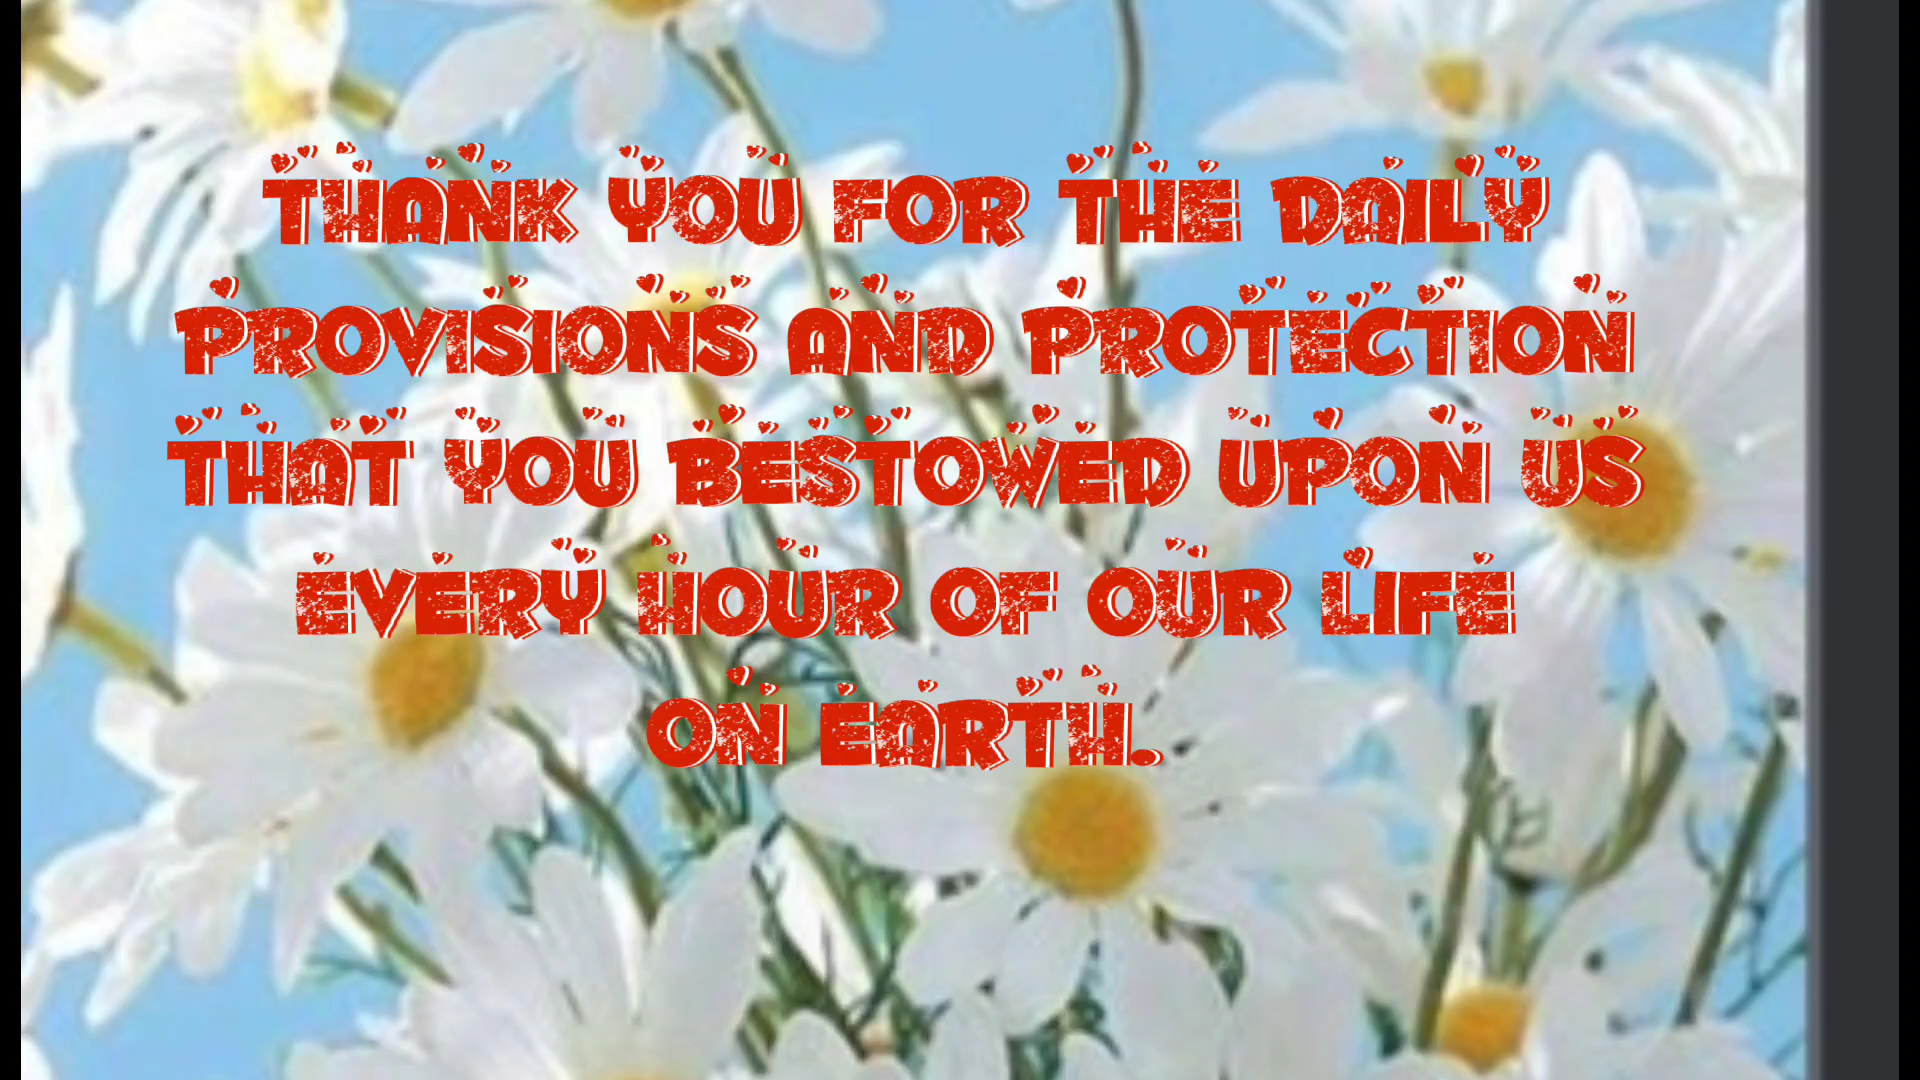 THANK YOU FOR THE DAILY
PROVISIONS AND PROTECTION
THAT YOU BESTOWED UPON US
EVERY HOUR OF OUR LIFE
ON EARTH.